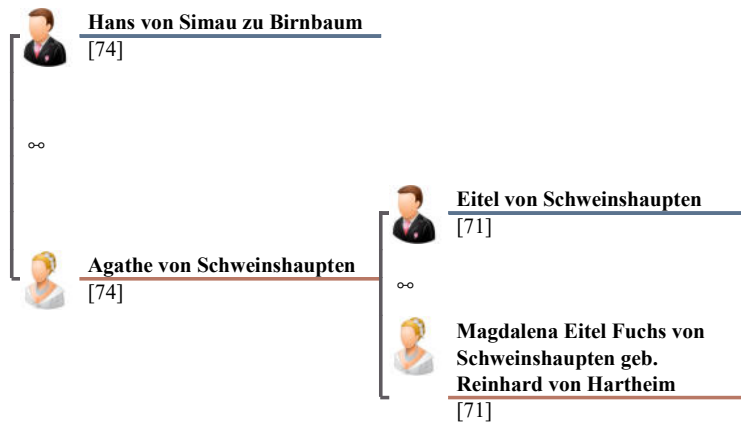 Hans von Simau zu Birnbaum
[74]
⚯
Agathe von Schweinshaupten
[74]
Eitel von Schweinshaupten
[71]
⚯
Magdalena Eitel Fuchs von
Schweinshaupten geb.
Reinhard von Hartheim
[71]